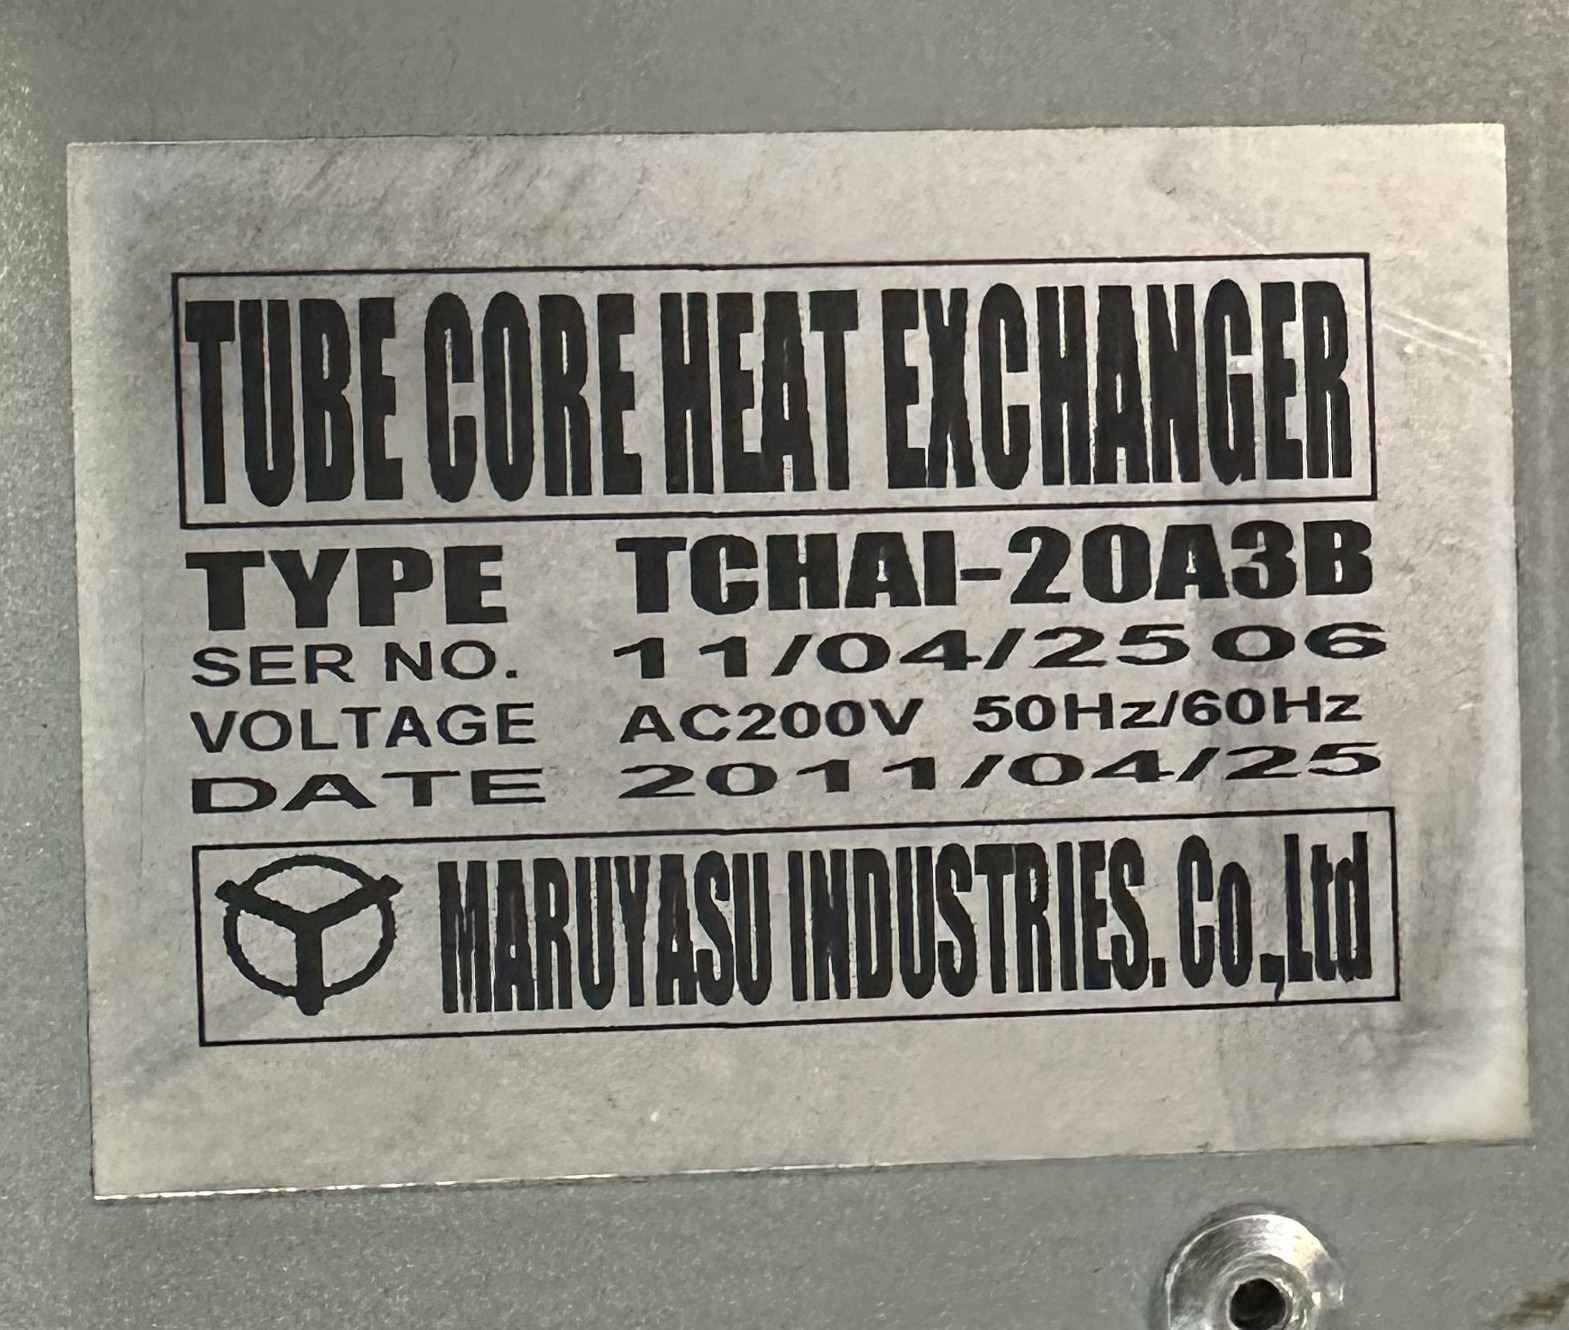 TUBE CORE HEAT EXCHANGER
TYPE TCHAI-20A3B
SER NO. 11/04/2506
VOLTAGE AC200V 50Hz/60Hz
DATE 2011/04/25
MARUYASU INDUSTRIES. Co.,Ltd